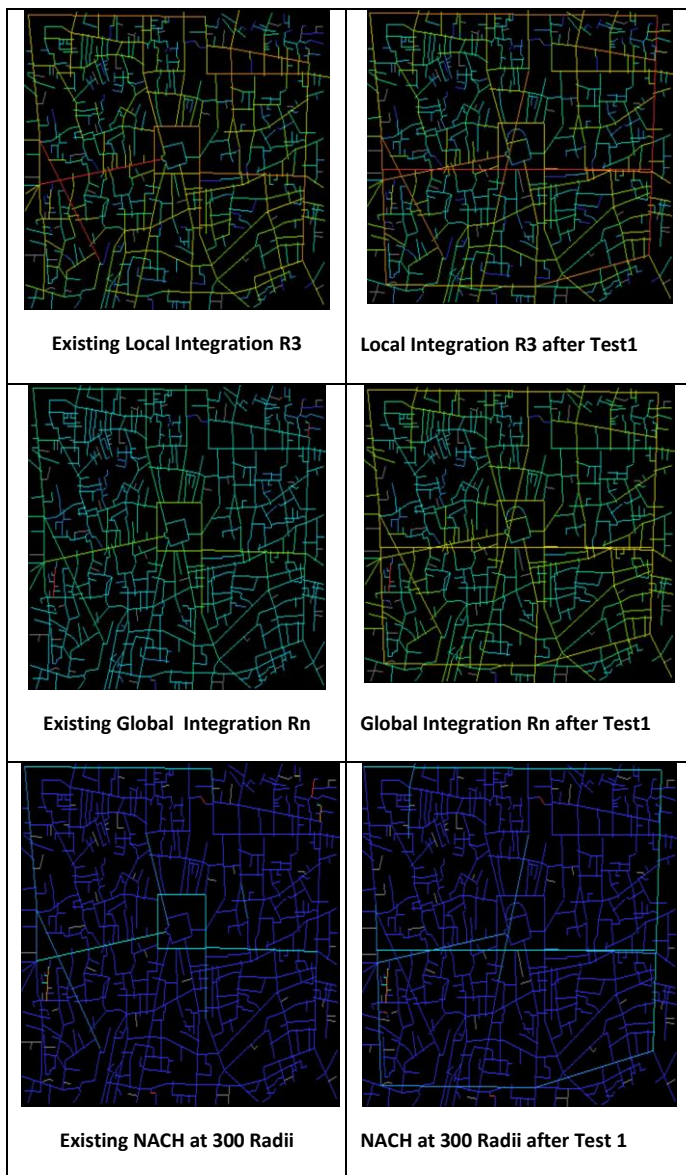 Existing Local Integration R3
Local Integration R3 after Test1
Existing Global  Integration Rn
Global Integration Rn after Test1
Existing NACH at 300 Radii
NACH at 300 Radii after Test 1